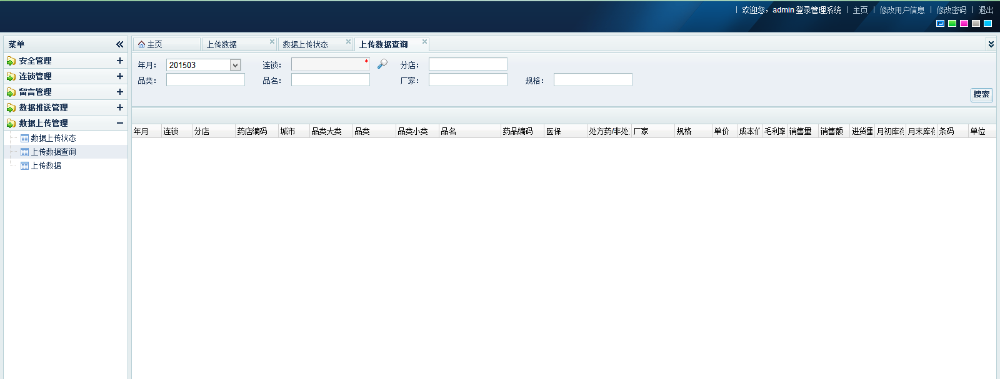 欢迎您，admin 登录管理系统 | 主页 | 修改用户信息 | 修改密码 | 退出
菜单
安全管理
连锁管理
留言管理
数据推送管理
数据上传管理
数据上传状态
上传数据查询
上传数据
主页 上传数据 数据上传状态 上传数据查询
年月： 201503 连锁： * 分店：
品类： 品名： 厂家： 规格：
搜索
年月 连锁 分店 药店编码 城市 品类大类 品类 品类小类 品名 药品编码 医保 处方药/非处 厂家 规格 单价 成本价 毛利率 销售量 销售额 进货量 月初库存 月末库存 条码 单位